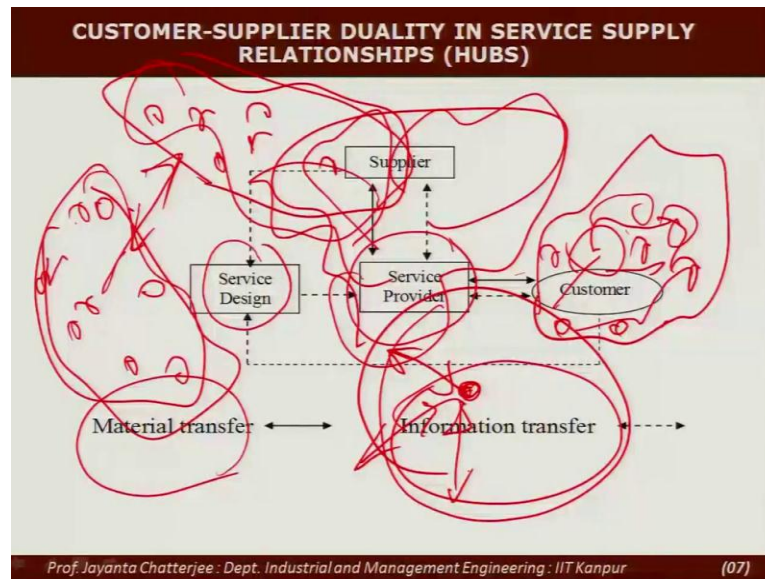 CUSTOMER-SUPPLIER DUALITY IN SERVICE SUPPLY
RELATIONSHIPS (HUBS)
Supplier
Service
Design
Service
Provider
Customer
Material transfer
Information transfer
Prof. Jayanta Chatterjee : Dept. Industrial and Management Engineering : IIT Kanpur
(07)